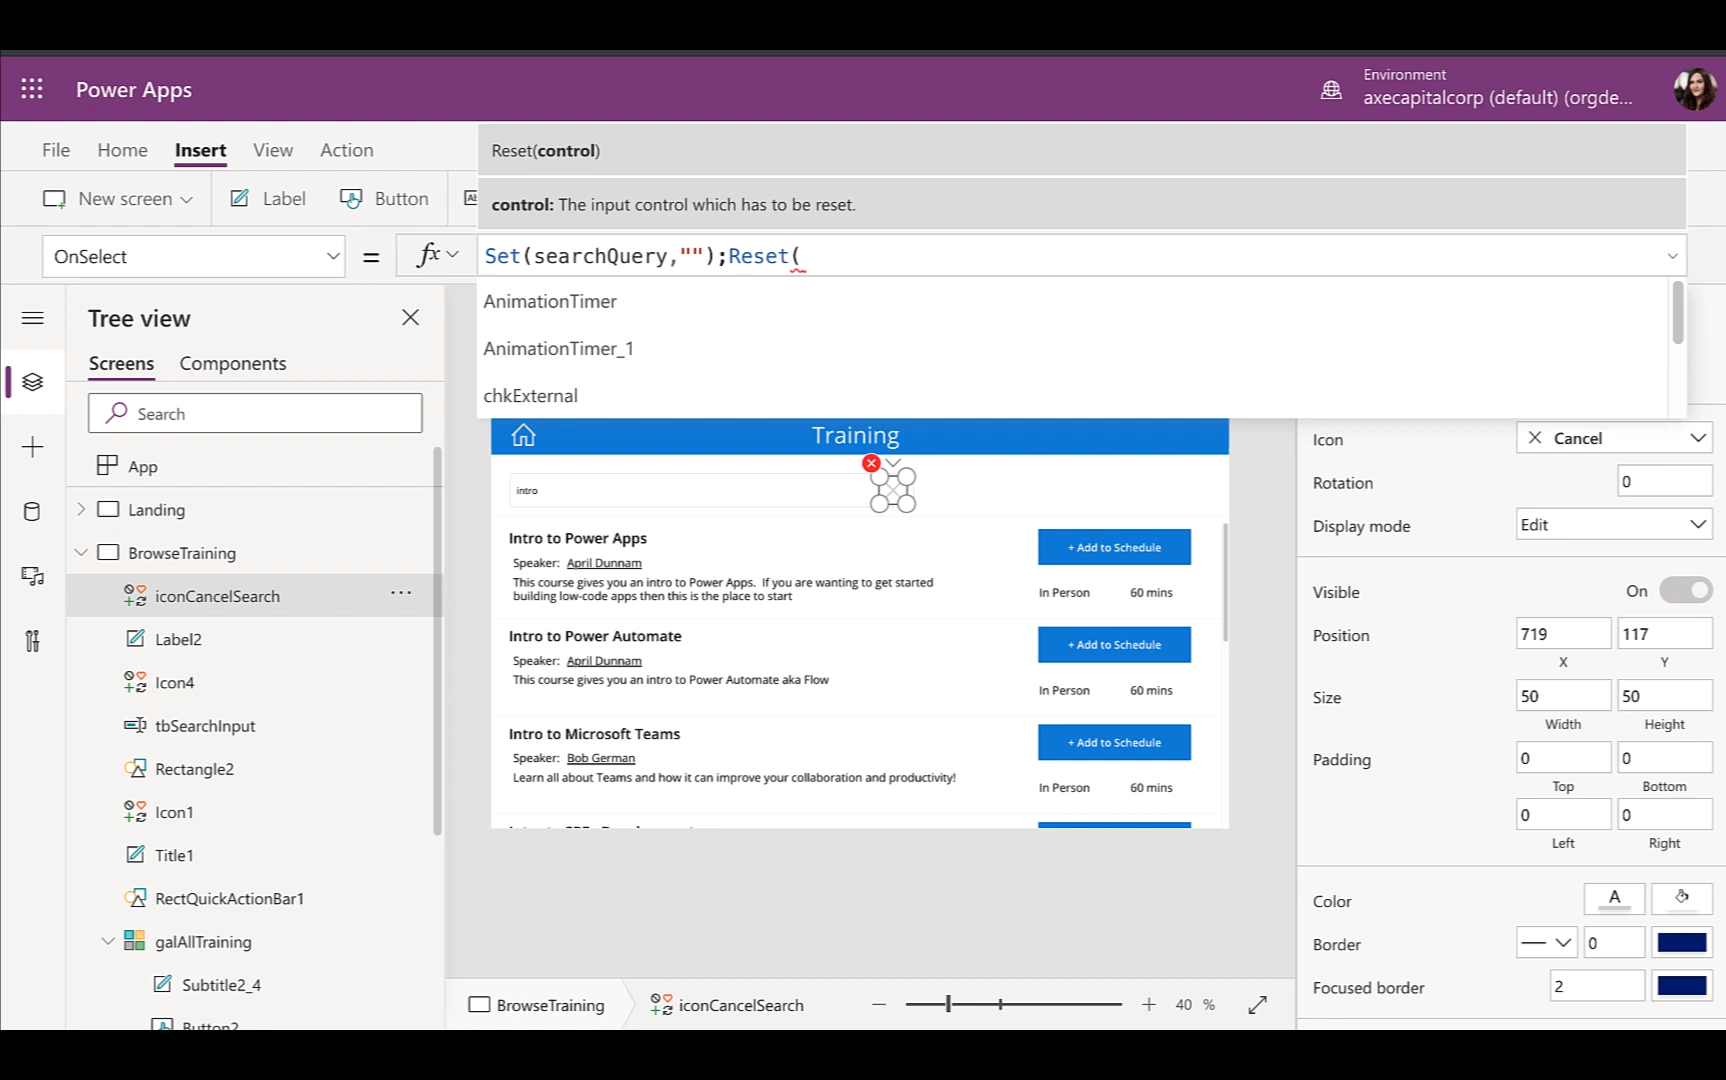 Power Apps
Environment
axecapitalcorp (default) (orgde...
File
Home
Insert
View
Action
Reset(control)
New screen
Label
Button
control: The input control which has to be reset.
OnSelect
=
fx
Set(searchQuery,"");Reset(
AnimationTimer
AnimationTimer_1
chkExternal
Tree view
Screens
Components
Search
App
Landing
BrowseTraining
iconCancelSearch
Label2
Icon4
tbSearchInput
Rectangle2
Icon1
Title1
RectQuickActionBar1
galAllTraining
Subtitle2_4
Button2
Training
intro
Intro to Power Apps
+ Add to Schedule
Speaker: April Dunnam
This course gives you an intro to Power Apps. If you are wanting to get started
building low-code apps then this is the place to start
In Person
60 mins
Intro to Power Automate
+ Add to Schedule
Speaker: April Dunnam
This course gives you an intro to Power Automate aka Flow
In Person
60 mins
Intro to Microsoft Teams
+ Add to Schedule
Speaker: Bob German
Learn all about Teams and how it can improve your collaboration and productivity!
In Person
60 mins
BrowseTraining
iconCancelSearch
40 %
Icon
Cancel
Rotation
0
Display mode
Edit
Visible
On
Position
719
117
X
Y
Size
50
50
Width
Height
Padding
0
0
Top
Bottom
0
0
Left
Right
Color
A
Border
0
Focused border
2